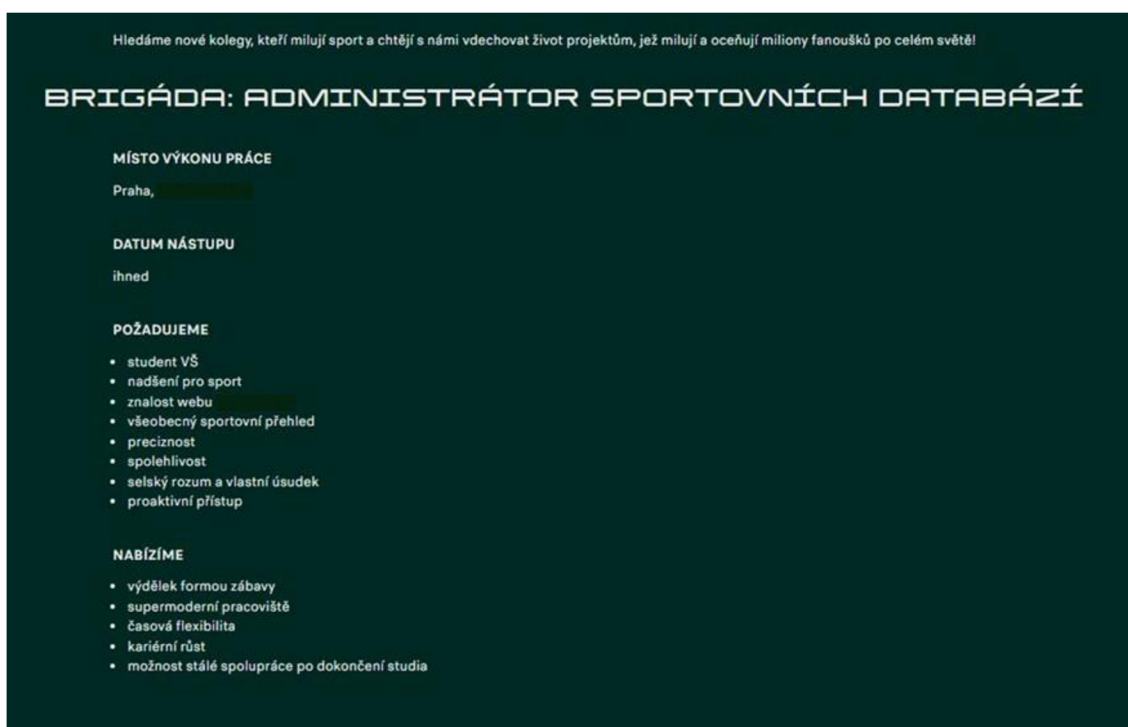 Hledáme nové kolegy, kteří milují sport a chtějí s námi vdechovat život projektům, jež milují a oceňují miliony fanoušků po celém světě!
BRIGÁDA: ADMINISTRÁTOR SPORTOVNÍCH DATABÁZÍ
MÍSTO VÝKONU PRÁCE
Praha,
DATUM NÁSTUPU
ihned
POŽADUJEME
• student VŠ
• nadšení pro sport
• znalost webu
• všeobecný sportovní přehled
• preciznost
• spolehlivost
• selský rozum a vlastní úsudek
• proaktivní přístup
NABÍZÍME
• výdělek formou zábavy
• supermoderní pracoviště
• časová flexibilita
• kariérní růst
• možnost stálé spolupráce po dokončení studia